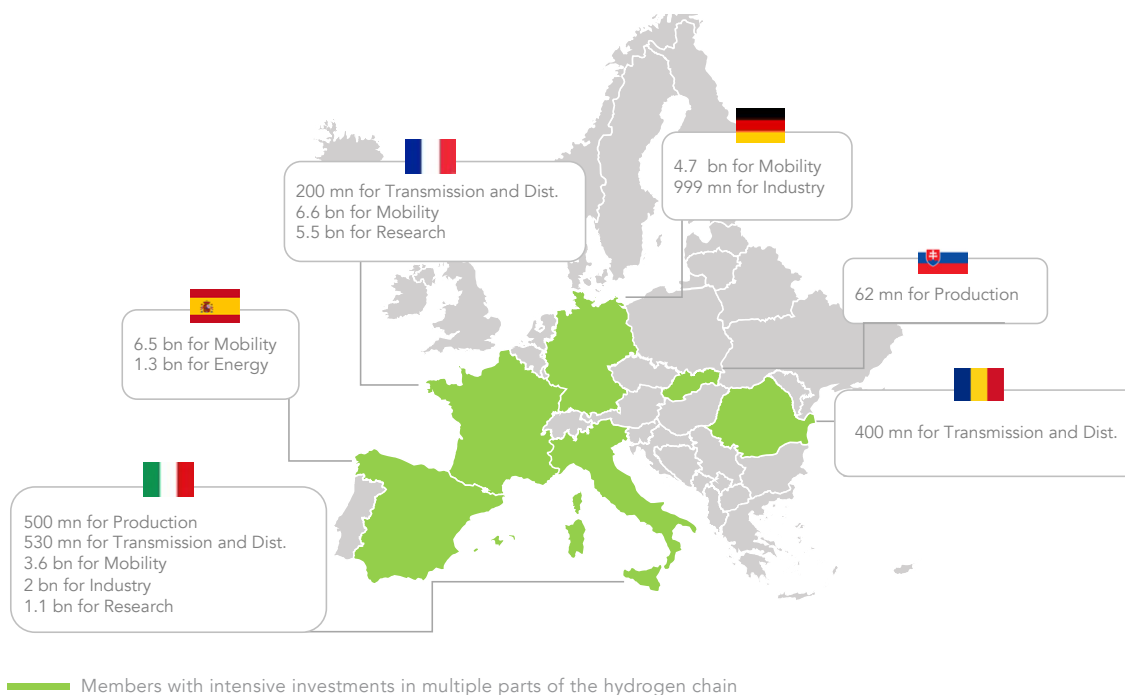 4.7 bn for Mobility
999 mn for Industry
200 mn for Transmission and Dist.
6.6 bn for Mobility
5.5 bn for Research
62 mn for Production
6.5 bn for Mobility
1.3 bn for Energy
400 mn for Transmission and Dist.
500 mn for Production
530 mn for Transmission and Dist.
3.6 bn for Mobility
2 bn for Industry
1.1 bn for Research
Members with intensive investments in multiple parts of the hydrogen chain